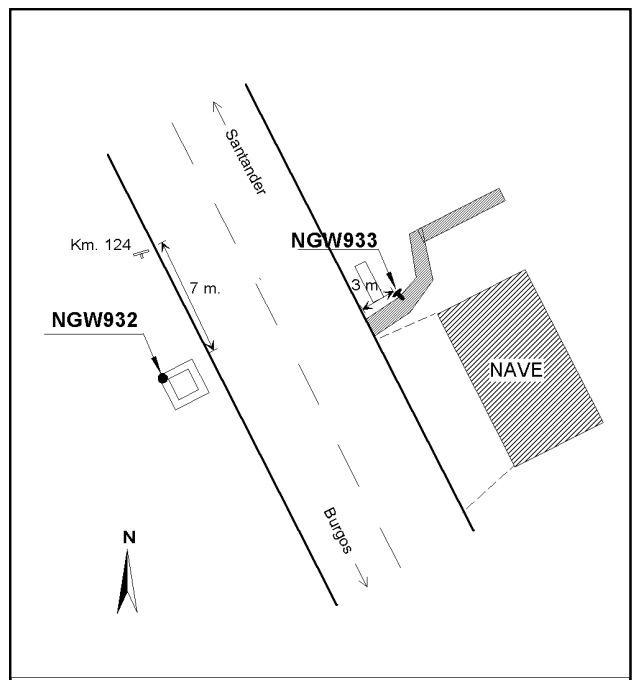 Santander
NGW933
Km. 124
7 m.
3 m.
NGW932
NAVE
Burgos
N